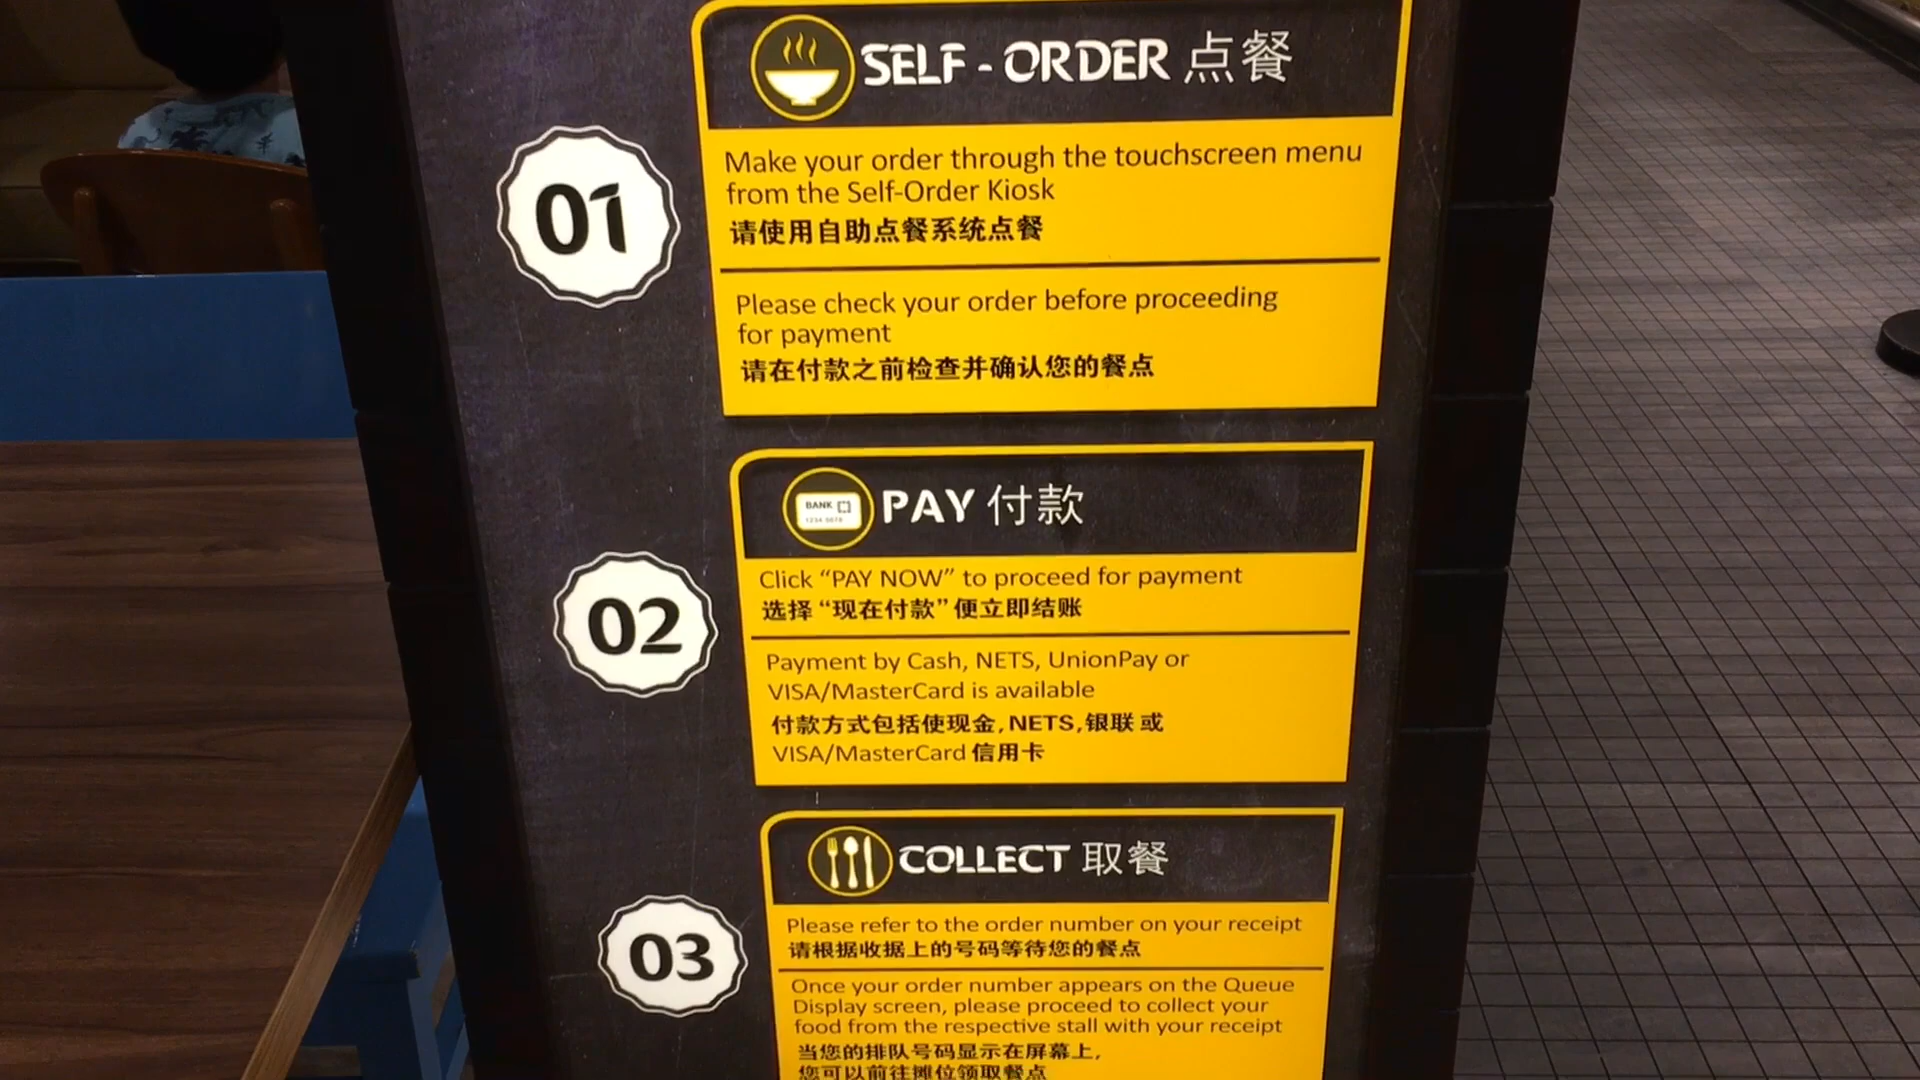 SELF - ORDER 点餐
01
Make your order through the touchscreen menu
from the Self-Order Kiosk
请使用自助点餐系统点餐
Please check your order before proceeding
for payment
请在付款之前检查并确认您的餐点
BANK
1234 5678
PAY 付款
02
Click “PAY NOW” to proceed for payment
选择“现在付款”便立即结账
Payment by Cash, NETS, UnionPay or
VISA/MasterCard is available
付款方式包括使现金,NETS,银联 或
VISA/MasterCard 信用卡
COLLECT 取餐
03
Please refer to the order number on your receipt
请根据收据上的号码等待您的餐点
Once your order number appears on the Queue
Display screen, please proceed to collect your
food from the respective stall with your receipt
当您的排队号码显示在屏幕上,
您可以前往摊位领取餐点